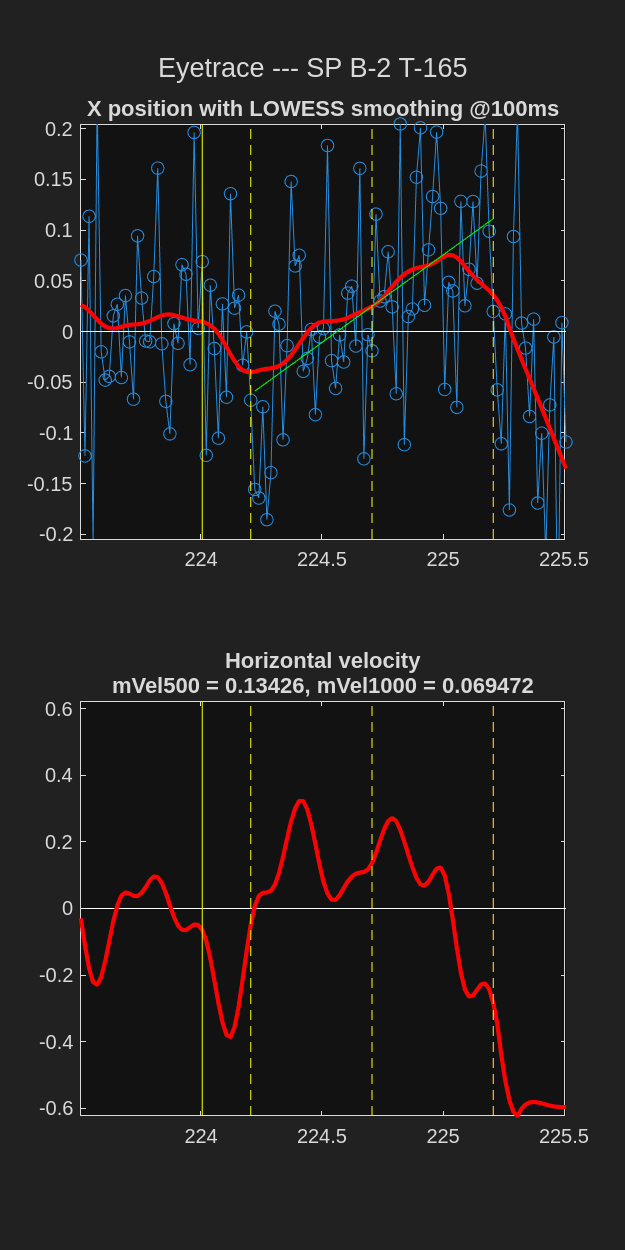 Eyetrace --- SP B-2 T-165
X position with LOWESS smoothing @100ms
0.2
0.15
0.1
0.05
0
-0.05
-0.1
-0.15
-0.2
224 224.5 225 225.5
Horizontal velocity
mVel500 = 0.13426, mVel1000 = 0.069472
0.6
0.4
0.2
0
-0.2
-0.4
-0.6
224 224.5 225 225.5